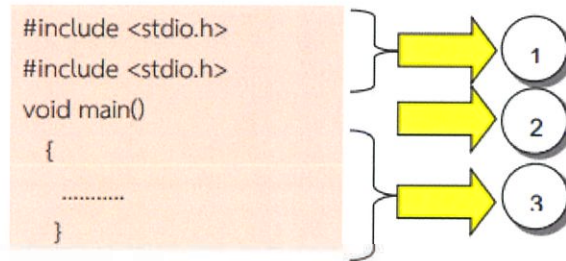 #include <stdio.h>
#include <stdio.h>
void main()
{
...........
}
1
2
3